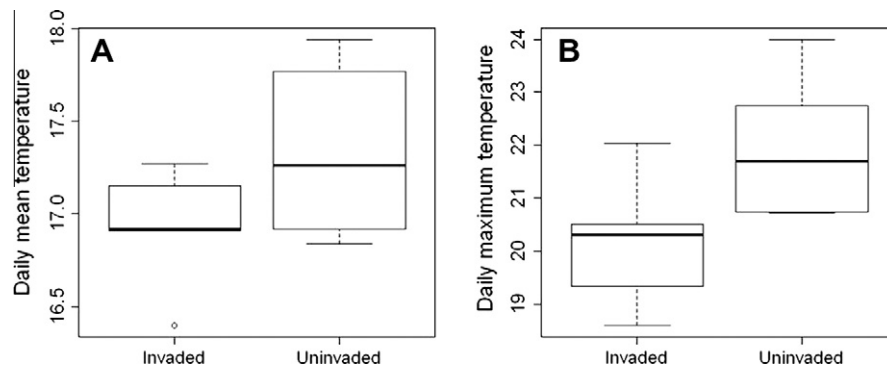 A
Daily mean temperature
18.0
17.5
17.0
16.5
Invaded
Uninvaded
B
Daily maximum temperature
24
23
22
21
20
19
Invaded
Uninvaded